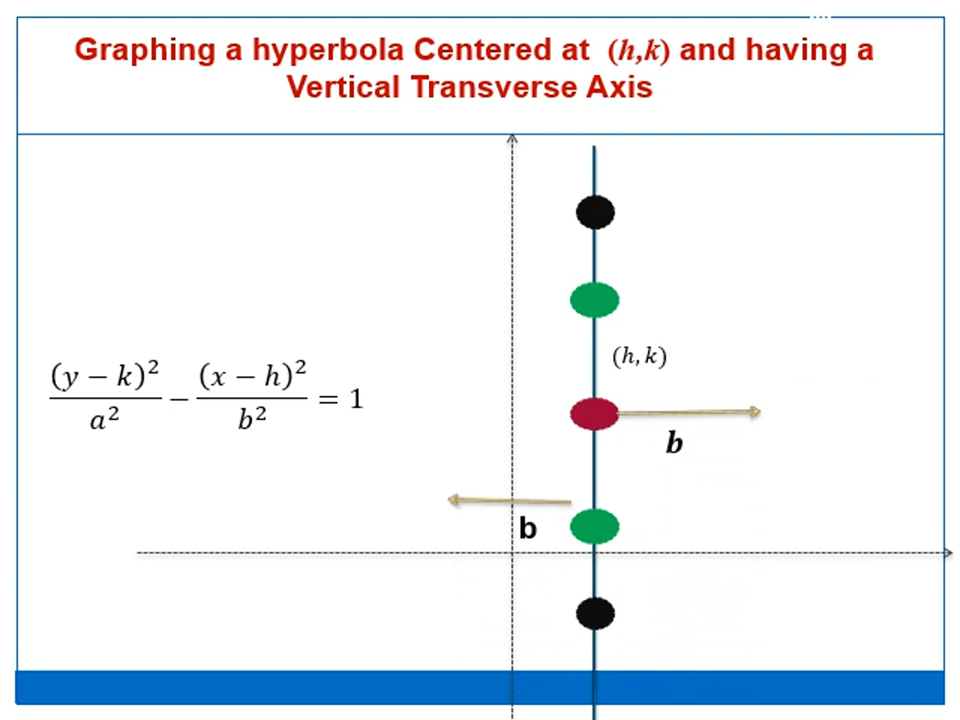 Graphing a hyperbola Centered at (h,k) and having a
Vertical Transverse Axis
(h, k)
(y − k)²/a² − (x − h)²/b² = 1
b
b